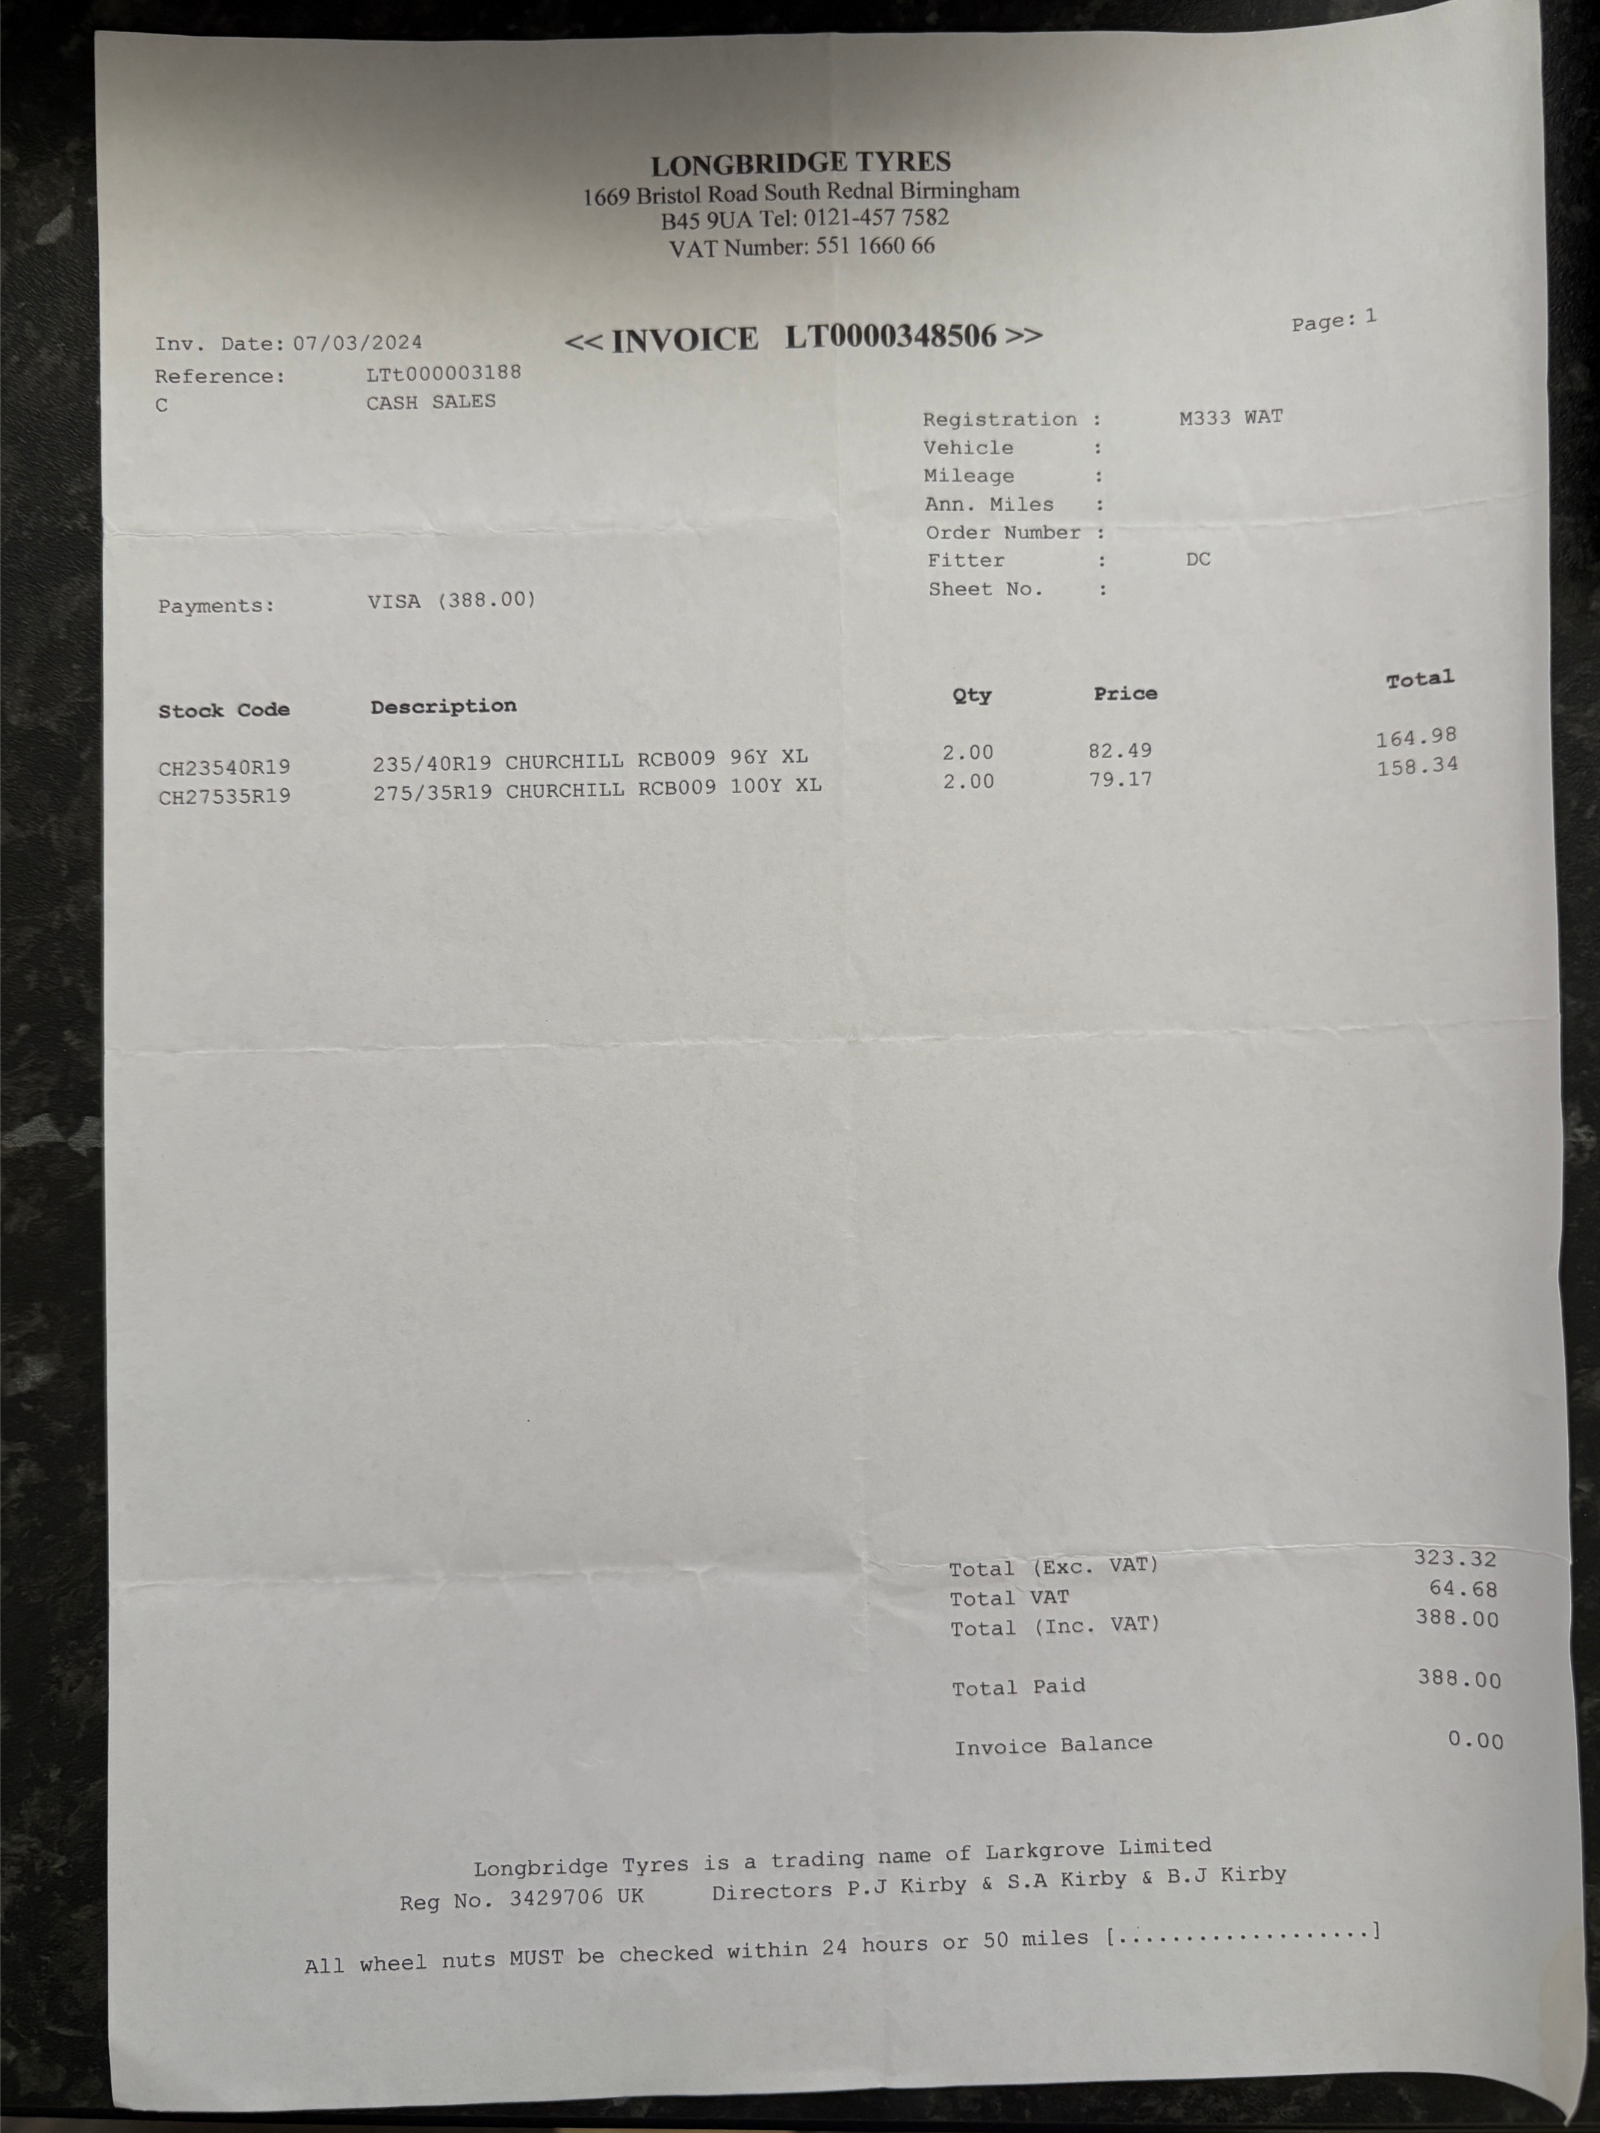 LONGBRIDGE TYRES
1669 Bristol Road South Rednal Birmingham
B45 9UA Tel: 0121-457 7582
VAT Number: 551 1660 66
Inv. Date: 07/03/2024 << INVOICE LT0000348506 >> Page: 1
Reference: LTt000003188
C CASH SALES
Registration : M333 WAT
Vehicle :
Mileage :
Ann. Miles :
Order Number :
Fitter : DC
Sheet No. :
Payments: VISA (388.00)
Stock Code Description Qty Price Total
CH23540R19 235/40R19 CHURCHILL RCB009 96Y XL 2.00 82.49 164.98
CH27535R19 275/35R19 CHURCHILL RCB009 100Y XL 2.00 79.17 158.34
Total (Exc. VAT) 323.32
Total VAT 64.68
Total (Inc. VAT) 388.00
Total Paid 388.00
Invoice Balance 0.00
Longbridge Tyres is a trading name of Larkgrove Limited
Reg No. 3429706 UK Directors P.J Kirby & S.A Kirby & B.J Kirby
All wheel nuts MUST be checked within 24 hours or 50 miles [...................]